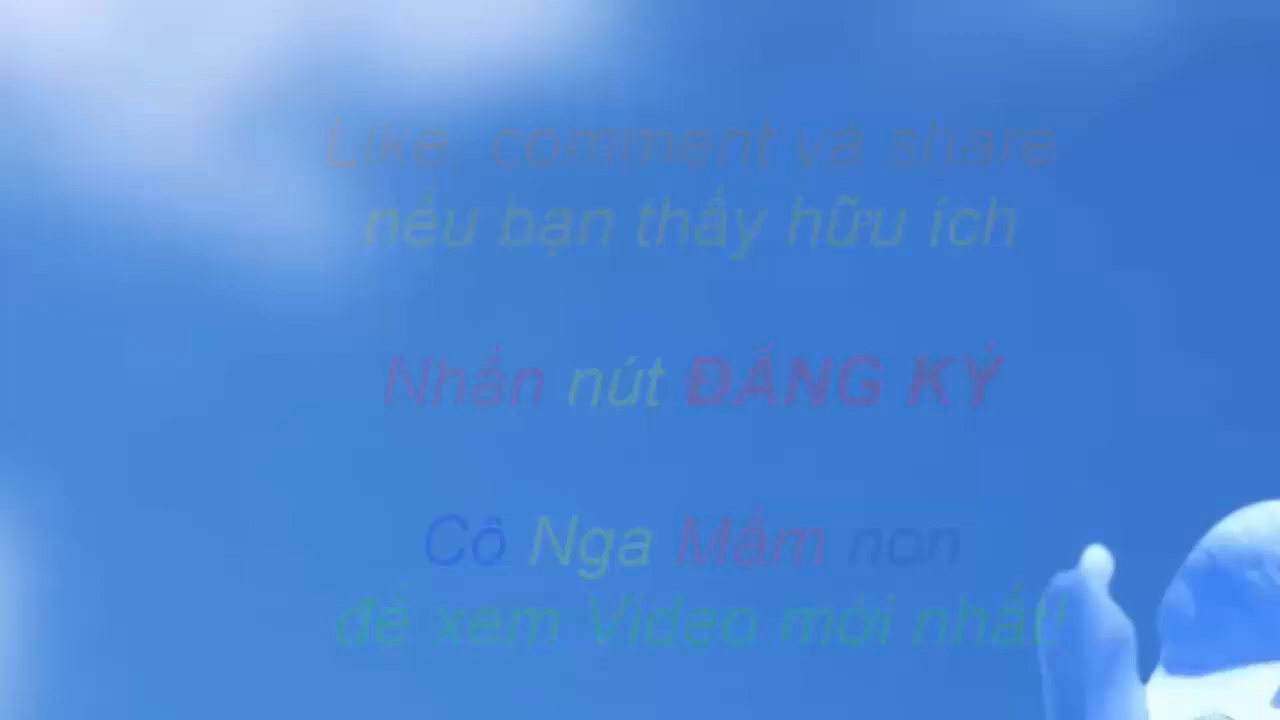 Like, comment và share
nếu bạn thấy hữu ích
Nhấn nút ĐĂNG KÝ
Cô Nga Mầm non
để xem Video mới nhất!